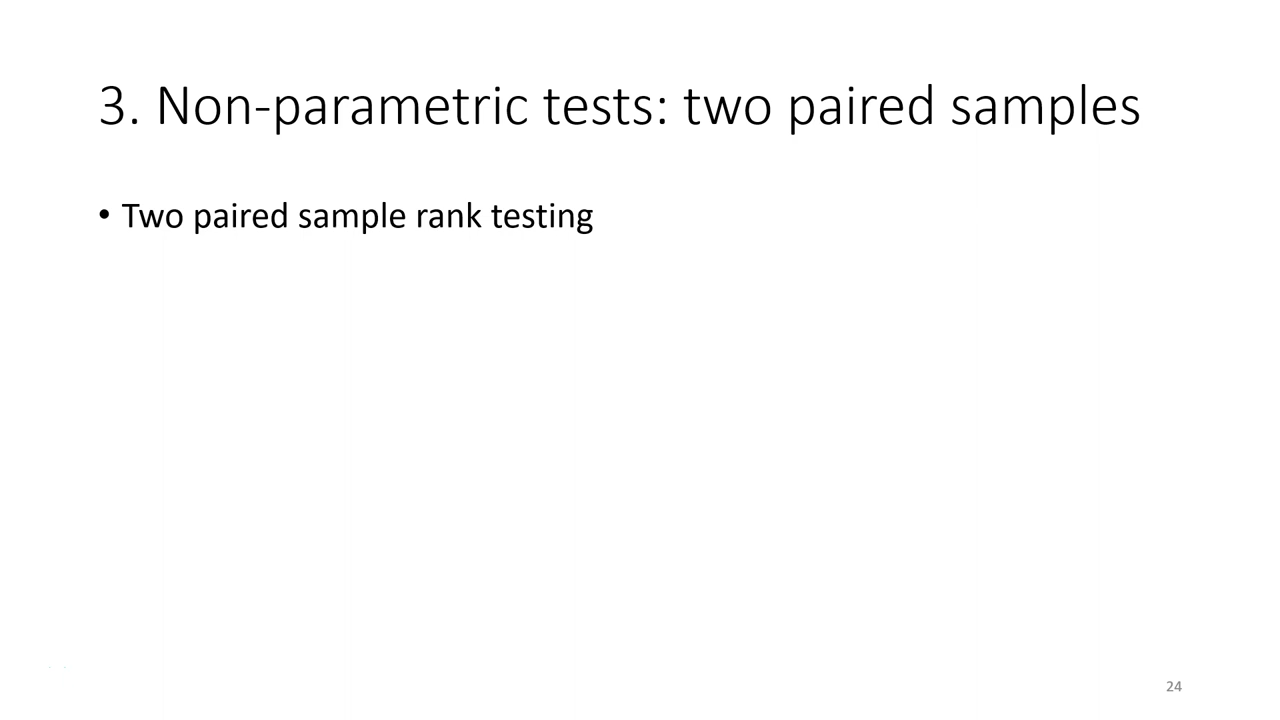 3. Non-parametric tests: two paired samples
• Two paired sample rank testing
24